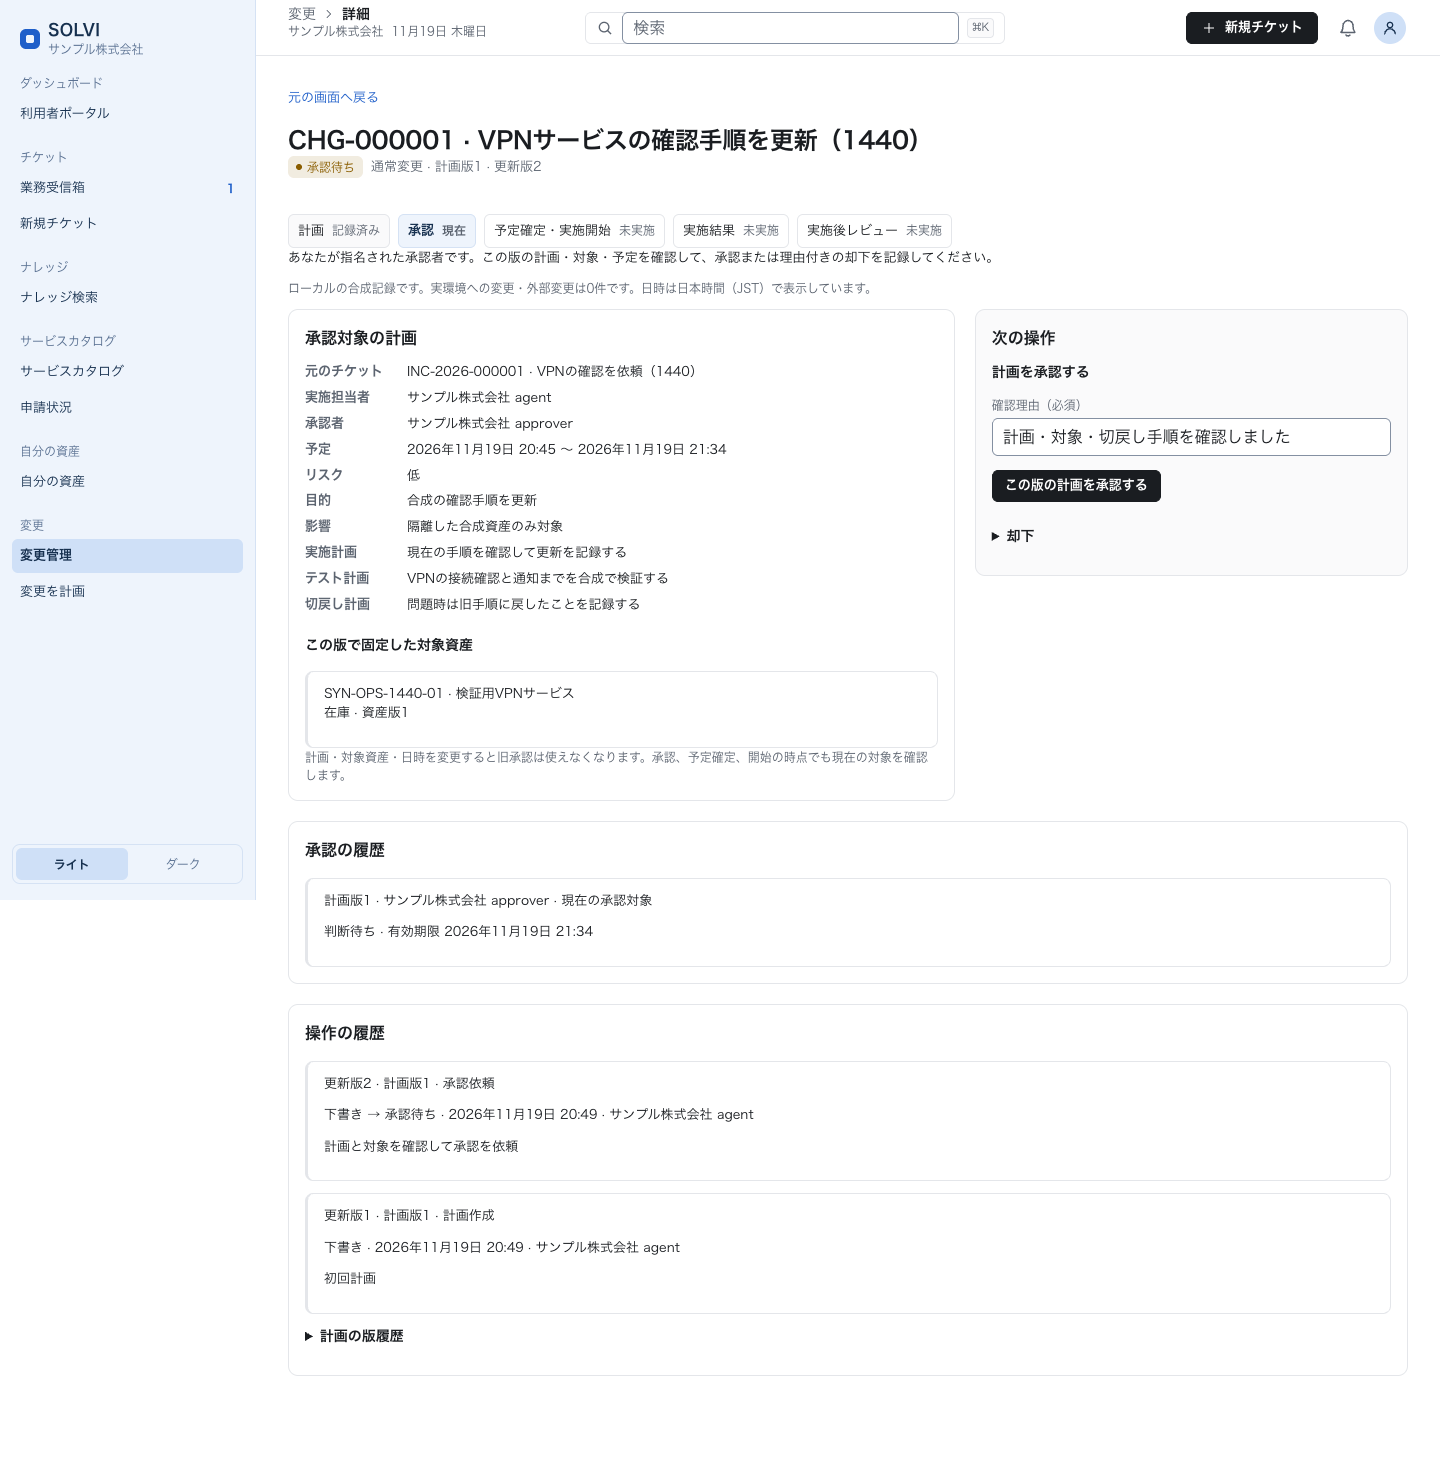 SOLVI
サンプル株式会社
ダッシュボード
利用者ポータル
チケット
業務受信箱 1
新規チケット
ナレッジ
ナレッジ検索
サービスカタログ
サービスカタログ
申請状況
自分の資産
自分の資産
変更
変更管理
変更を計画
ライト ダーク
変更 > 詳細
サンプル株式会社 11月19日 木曜日
検索 ⌘K
+ 新規チケット
元の画面へ戻る
CHG-000001 · VPNサービスの確認手順を更新（1440）
承認待ち 通常変更 · 計画版1 · 更新版2
計画 記録済み 承認 現在 予定確定・実施開始 未実施 実施結果 未実施 実施後レビュー 未実施
あなたが指名された承認者です。この版の計画・対象・予定を確認して、承認または理由付きの却下を記録してください。
ローカルの合成記録です。実環境への変更・外部変更は0件です。日時は日本時間（JST）で表示しています。
承認対象の計画
元のチケット INC-2026-000001 · VPNの確認を依頼（1440）
実施担当者 サンプル株式会社 agent
承認者 サンプル株式会社 approver
予定 2026年11月19日 20:45 〜 2026年11月19日 21:34
リスク 低
目的 合成の確認手順を更新
影響 隔離した合成資産のみ対象
実施計画 現在の手順を確認して更新を記録する
テスト計画 VPNの接続確認と通知までを合成で検証する
切戻し計画 問題時は旧手順に戻したことを記録する
この版で固定した対象資産
SYN-OPS-1440-01 · 検証用VPNサービス
在庫 · 資産版1
計画・対象資産・日時を変更すると旧承認は使えなくなります。承認、予定確定、開始の時点でも現在の対象を確認
します。
次の操作
計画を承認する
確認理由（必須）
計画・対象・切戻し手順を確認しました
この版の計画を承認する
▶ 却下
承認の履歴
計画版1 · サンプル株式会社 approver · 現在の承認対象
判断待ち · 有効期限 2026年11月19日 21:34
操作の履歴
更新版2 · 計画版1 · 承認依頼
下書き → 承認待ち · 2026年11月19日 20:49 · サンプル株式会社 agent
計画と対象を確認して承認を依頼
更新版1 · 計画版1 · 計画作成
下書き · 2026年11月19日 20:49 · サンプル株式会社 agent
初回計画
▶ 計画の版履歴